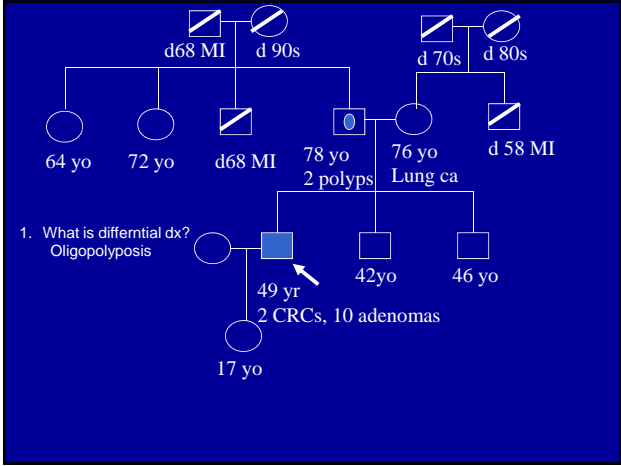 d68 MI
d 90s
d 70s
d 80s
64 yo
72 yo
d68 MI
78 yo
2 polyps
76 yo
Lung ca
d 58 MI
1. What is differntial dx?
Oligopolyposis
49 yr
2 CRCs, 10 adenomas
42yo
46 yo
17 yo